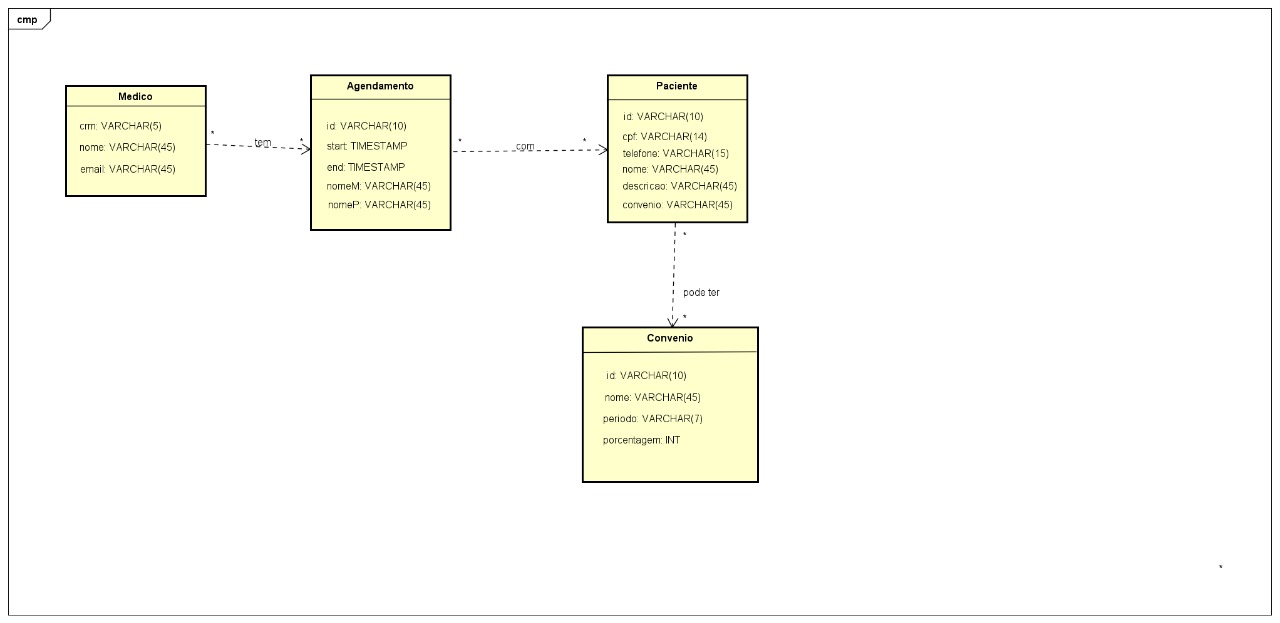 cmp
Medico
crm: VARCHAR(5)
nome: VARCHAR(45)
email: VARCHAR(45)
*
tem
*
Agendamento
id: VARCHAR(10)
start: TIMESTAMP
end: TIMESTAMP
nomeM: VARCHAR(45)
nomeP: VARCHAR(45)
*
com
*
Paciente
id: VARCHAR(10)
cpf: VARCHAR(14)
telefone: VARCHAR(15)
nome: VARCHAR(45)
descricao: VARCHAR(45)
convenio: VARCHAR(45)
*
pode ter
*
Convenio
id: VARCHAR(10)
nome: VARCHAR(45)
periodo: VARCHAR(7)
porcentagem: INT
*